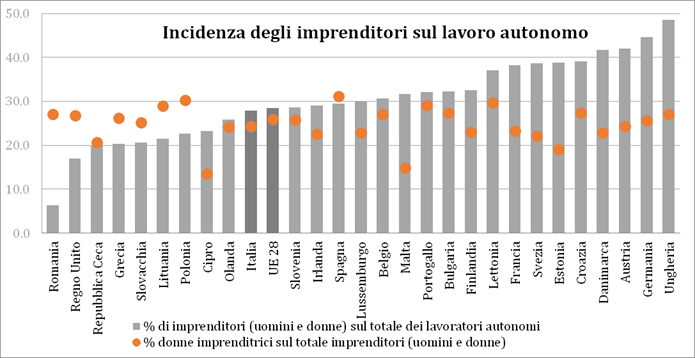 Incidenza degli imprenditori sul lavoro autonomo
50.0
40.0
30.0
20.0
10.0
0.0
Romania
Regno Unito
Repubblica Ceca
Grecia
Slovacchia
Lituania
Polonia
Cipro
Olanda
Italia
UE 28
Slovenia
Irlanda
Spagna
Lussemburgo
Belgio
Malta
Portogallo
Bulgaria
Finlandia
Lettonia
Francia
Svezia
Estonia
Croazia
Danimarca
Austria
Germania
Ungheria
% di imprenditori (uomini e donne) sul totale dei lavoratori autonomi
% donne imprenditrici sul totale imprenditori (uomini e donne)